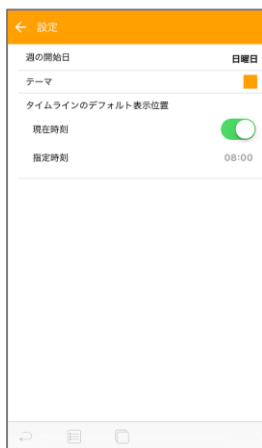 設定
週の開始日 日曜日
テーマ
タイムラインのデフォルト表示位置
現在時刻
指定時刻 08:00